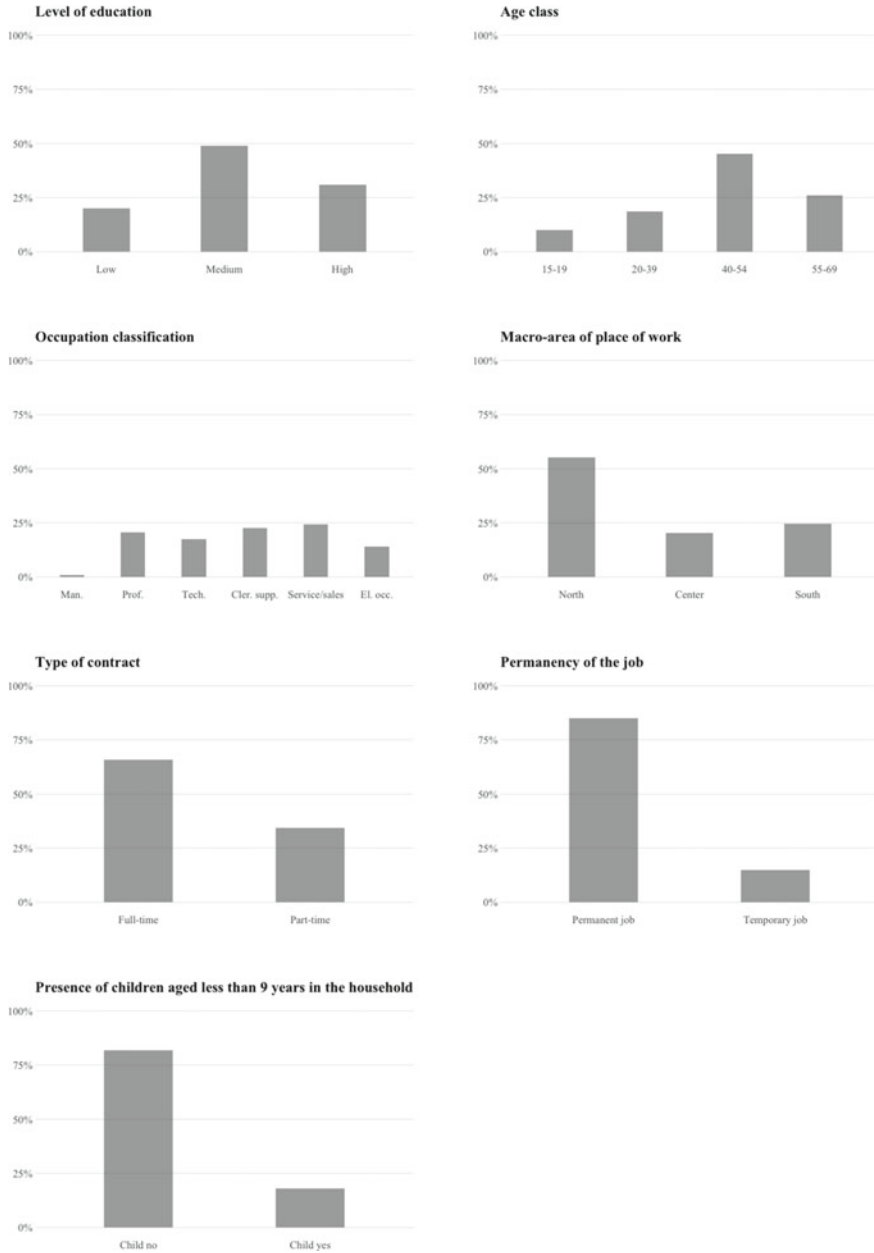 Level of education
100%
75%
50%
25%
0%
Low Medium High
Age class
100%
75%
50%
25%
0%
15-19 20-39 40-54 55-69
Occupation classification
100%
75%
50%
25%
0%
Man. Prof. Tech. Cler. supp. Service/sales El. occ.
Macro-area of place of work
100%
75%
50%
25%
0%
North Center South
Type of contract
100%
75%
50%
25%
0%
Full-time Part-time
Permanency of the job
100%
75%
50%
25%
0%
Permanent job Temporary job
Presence of children aged less than 9 years in the household
100%
75%
50%
25%
0%
Child no Child yes